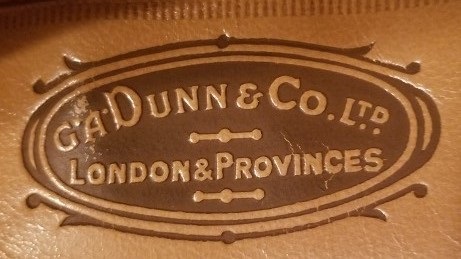 G.A. DUNN & CO. LTD.
LONDON & PROVINCES